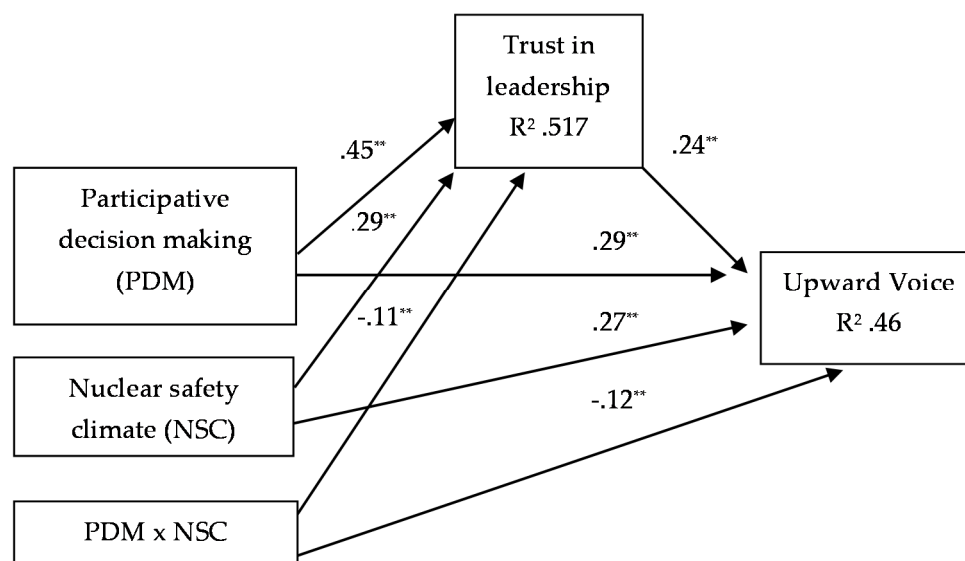 Trust in
leadership
R² .517
.45**
.24**
Participative
decision making
(PDM)
.29**
.29**
Upward Voice
R² .46
-.11**
.27**
Nuclear safety
climate (NSC)
-.12**
PDM x NSC